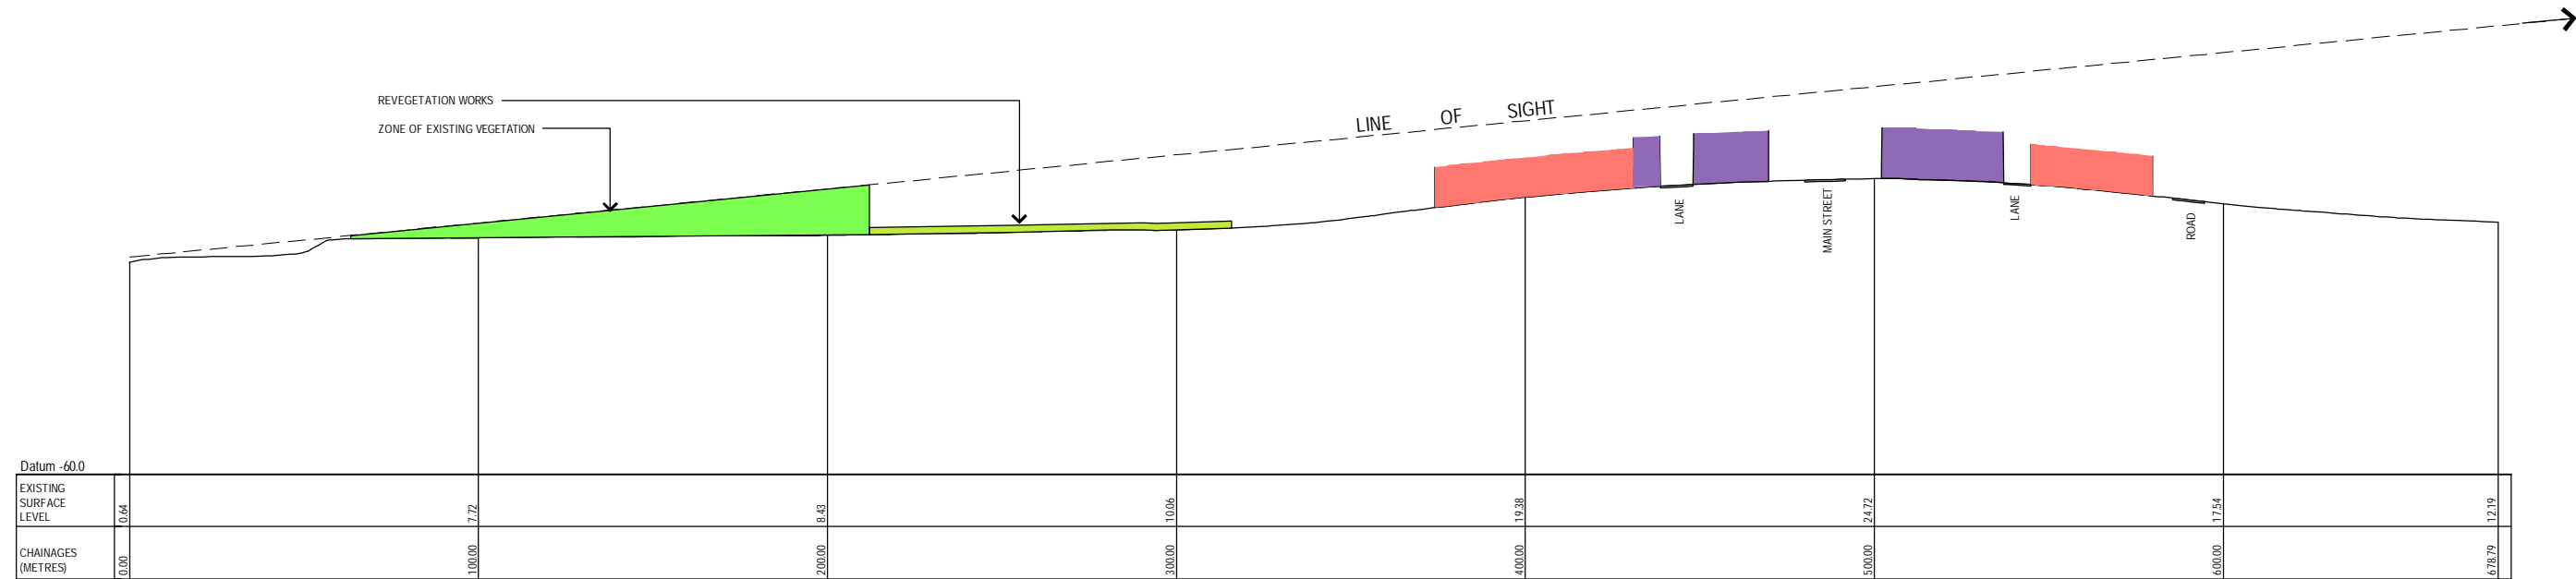 REVEGETATION WORKS
ZONE OF EXISTING VEGETATION
LINE OF SIGHT
LANE
MAIN STREET
LANE
ROAD
Datum -60.0
EXISTING
SURFACE
LEVEL
0.64
7.72
8.43
10.06
19.38
24.72
17.54
12.19
CHAINAGES
(METRES)
0.00
100.00
200.00
300.00
400.00
500.00
600.00
678.79